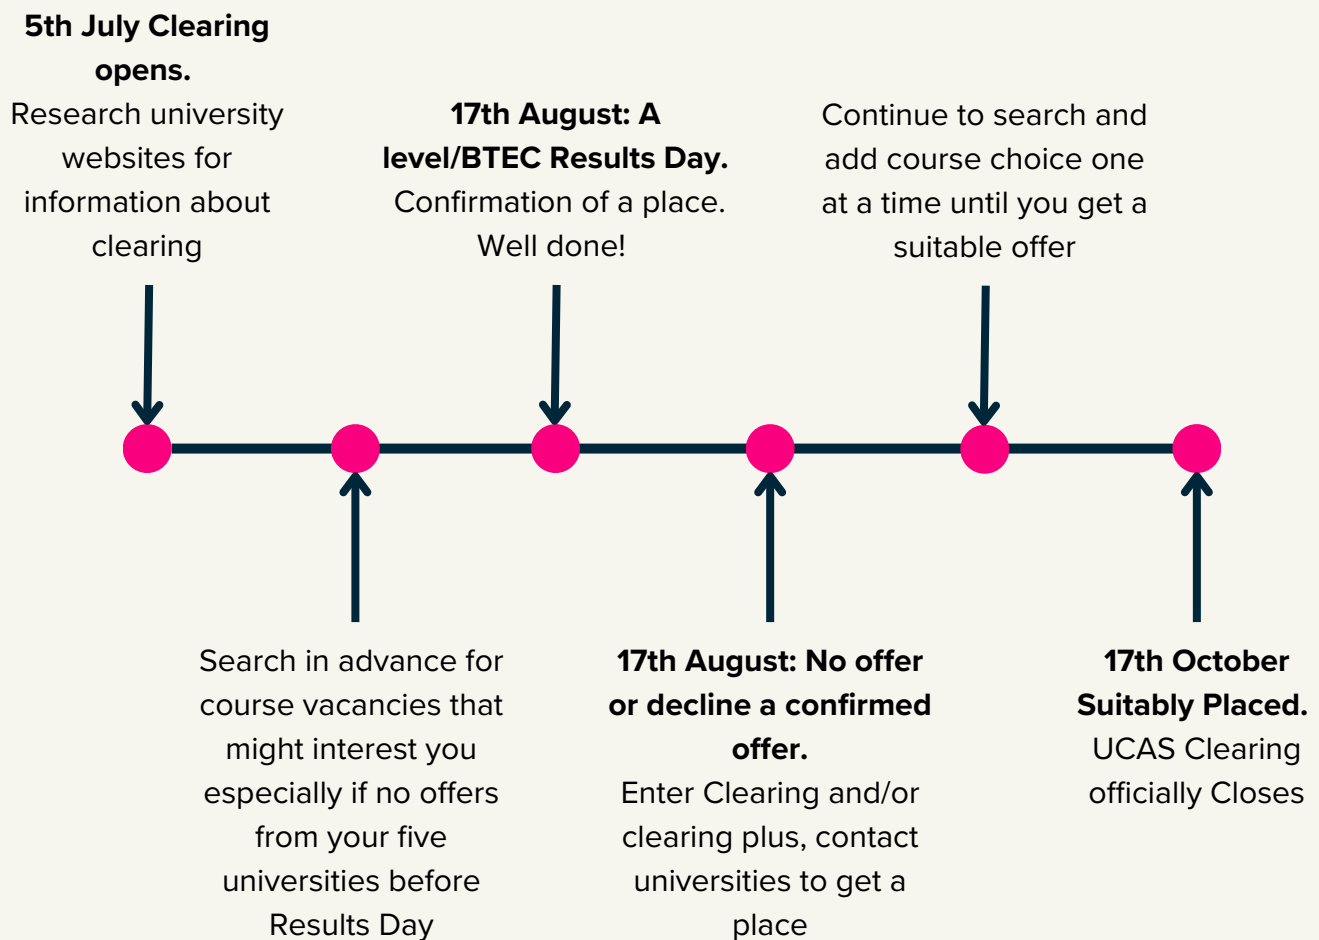 5th July Clearing
opens.
Research university
websites for
information about
clearing
17th August: A
level/BTEC Results Day.
Confirmation of a place.
Well done!
Continue to search and
add course choice one
at a time until you get a
suitable offer
Search in advance for
course vacancies that
might interest you
especially if no offers
from your five
universities before
Results Day
17th August: No offer
or decline a confirmed
offer.
Enter Clearing and/or
clearing plus, contact
universities to get a
place
17th October
Suitably Placed.
UCAS Clearing
officially Closes